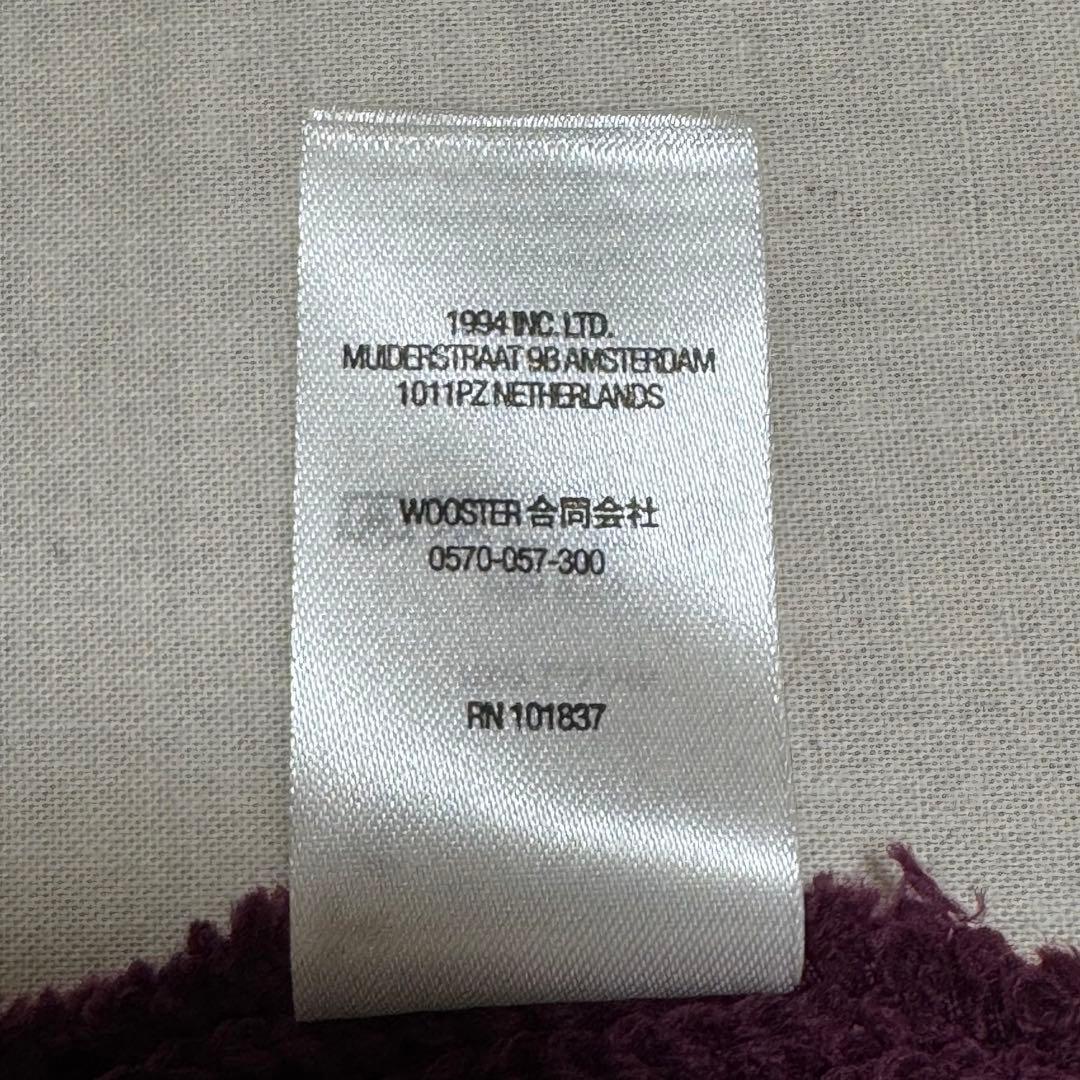 1994 INC. LTD.
MUIDERSTRAAT 9B AMSTERDAM
1011PZ NETHERLANDS
WOOSTER 合同会社
0570-057-300
RN 101837